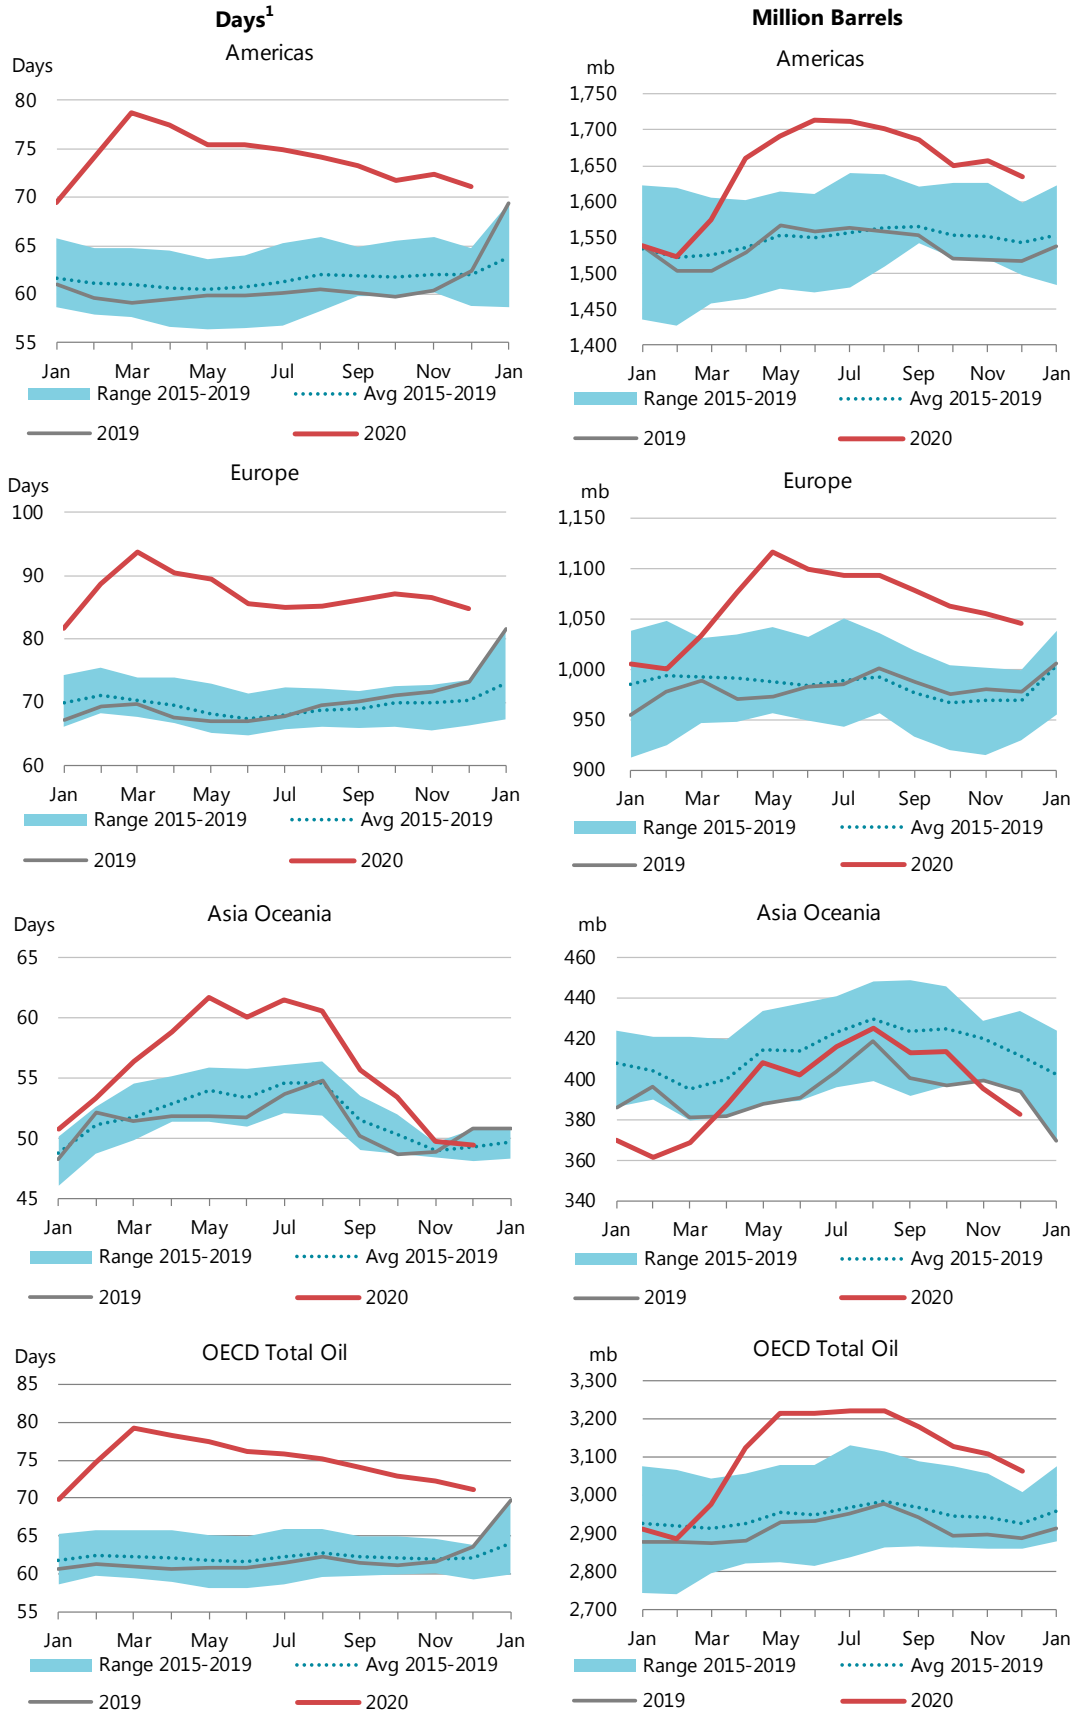 Days¹
Americas
Days
80
75
70
65
60
55
Jan Mar May Jul Sep Nov Jan
Range 2015-2019 Avg 2015-2019
2019 2020
Million Barrels
Americas
mb
1,750
1,700
1,650
1,600
1,550
1,500
1,450
1,400
Jan Mar May Jul Sep Nov Jan
Range 2015-2019 Avg 2015-2019
2019 2020
Europe
Days
100
90
80
70
60
Jan Mar May Jul Sep Nov Jan
Range 2015-2019 Avg 2015-2019
2019 2020
Europe
mb
1,150
1,100
1,050
1,000
950
900
Jan Mar May Jul Sep Nov Jan
Range 2015-2019 Avg 2015-2019
2019 2020
Asia Oceania
Days
65
60
55
50
45
Jan Mar May Jul Sep Nov Jan
Range 2015-2019 Avg 2015-2019
2019 2020
Asia Oceania
mb
460
440
420
400
380
360
340
Jan Mar May Jul Sep Nov Jan
Range 2015-2019 Avg 2015-2019
2019 2020
OECD Total Oil
Days
85
80
75
70
65
60
55
Jan Mar May Jul Sep Nov Jan
Range 2015-2019 Avg 2015-2019
2019 2020
OECD Total Oil
mb
3,300
3,200
3,100
3,000
2,900
2,800
2,700
Jan Mar May Jul Sep Nov Jan
Range 2015-2019 Avg 2015-2019
2019 2020